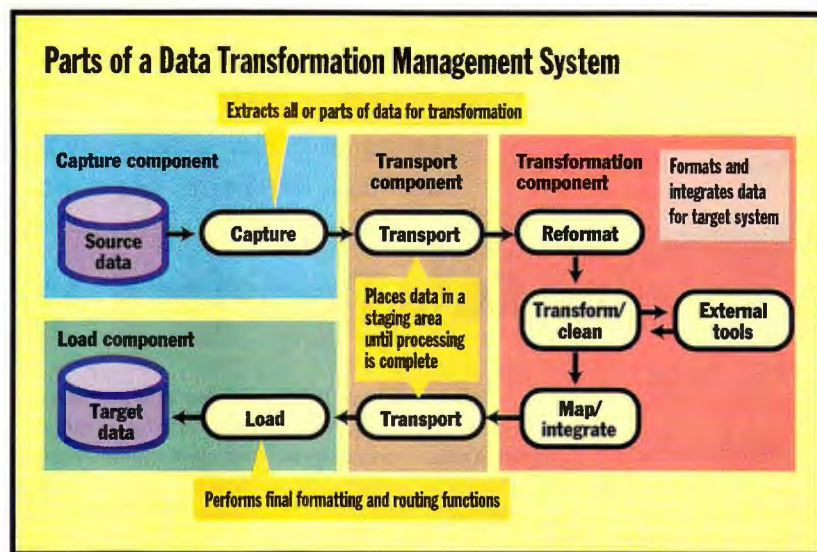 Parts of a Data Transformation Management System
Extracts all or parts of data for transformation
Capture component
Source
data
Capture
Transport
component
Transport
Transformation
component
Formats and
integrates data
for target system
Reformat
Places data in a
staging area
until processing
is complete
Transform/
clean
External
tools
Load component
Target
data
Load
Transport
Map/
integrate
Performs final formatting and routing functions